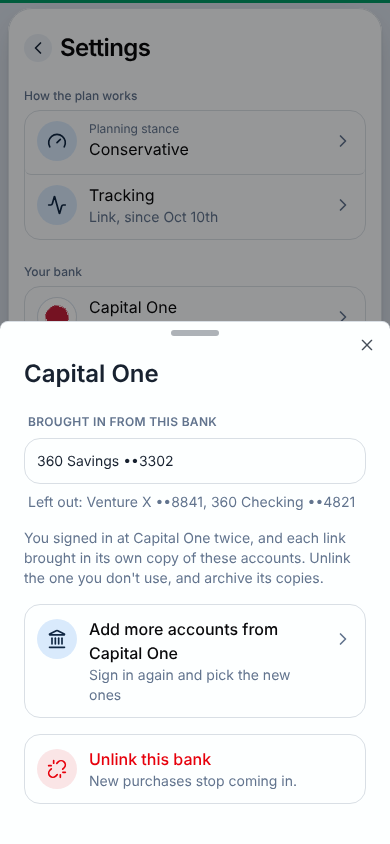 Settings
How the plan works
Planning stance
Conservative
Tracking
Link, since Oct 10th
Your bank
Capital One
Capital One
BROUGHT IN FROM THIS BANK
360 Savings ••3302
Left out: Venture X ••8841, 360 Checking ••4821
You signed in at Capital One twice, and each link
brought in its own copy of these accounts. Unlink
the one you don't use, and archive its copies.
Add more accounts from
Capital One
Sign in again and pick the new
ones
Unlink this bank
New purchases stop coming in.